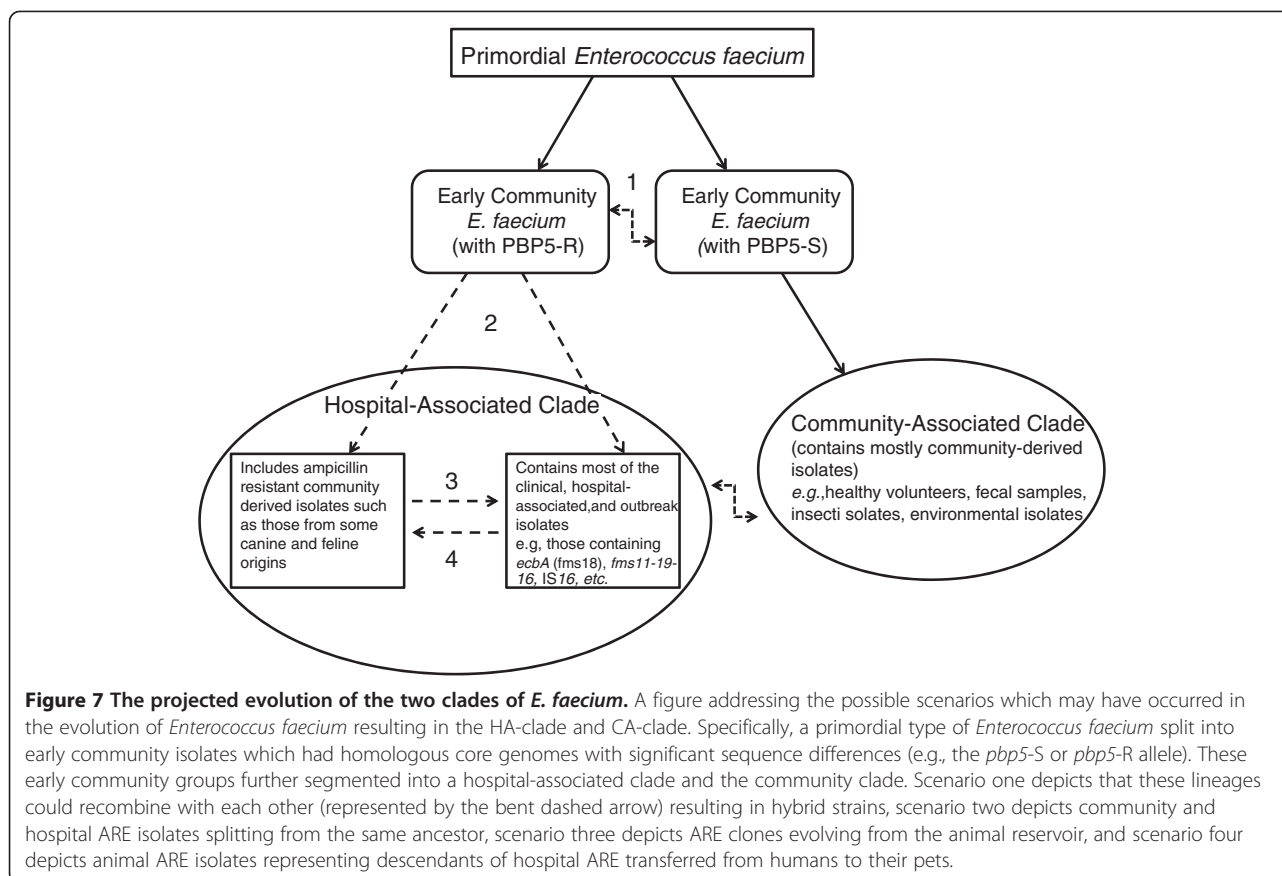 Primordial Enterococcus faecium
1
Early Community
E. faecium
(with PBP5-R)
Early Community
E. faecium
(with PBP5-S)
2
Hospital-Associated Clade
Includes ampicillin
resistant community
derived isolates such
as those from some
canine and feline
origins
3
4
Contains most of the
clinical, hospital-
associated,and outbreak
isolates
e.g, those containing
ecbA (fms18), fms11-19-
16, IS16, etc.
Community-Associated Clade
(contains mostly community-derived
isolates)
e.g.,healthy volunteers, fecal samples,
insecti solates, environmental isolates
Figure 7 The projected evolution of the two clades of E. faecium. A figure addressing the possible scenarios which may have occurred in
the evolution of Enterococcus faecium resulting in the HA-clade and CA-clade. Specifically, a primordial type of Enterococcus faecium split into
early community isolates which had homologous core genomes with significant sequence differences (e.g., the pbp5-S or pbp5-R allele). These
early community groups further segmented into a hospital-associated clade and the community clade. Scenario one depicts that these lineages
could recombine with each other (represented by the bent dashed arrow) resulting in hybrid strains, scenario two depicts community and
hospital ARE isolates splitting from the same ancestor, scenario three depicts ARE clones evolving from the animal reservoir, and scenario four
depicts animal ARE isolates representing descendants of hospital ARE transferred from humans to their pets.